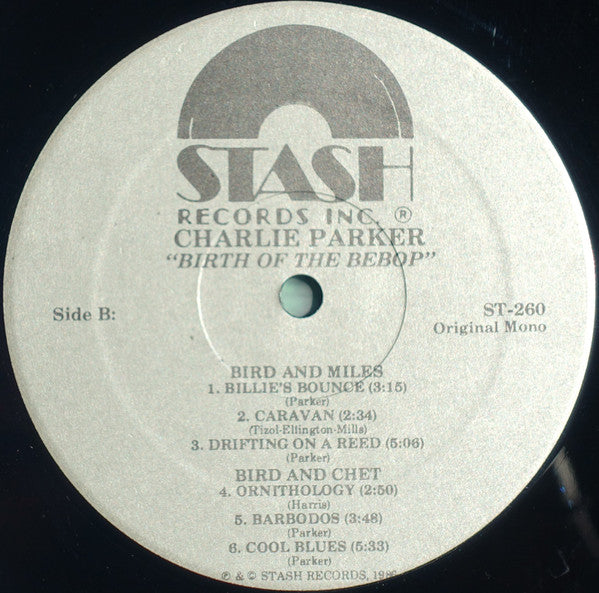 STASH
RECORDS INC. ®
CHARLIE PARKER
"BIRTH OF THE BEBOP"
Side B:
ST-260
Original Mono
BIRD AND MILES
1. BILLIE'S BOUNCE (3:15)
(Parker)
2. CARAVAN (2:34)
(Tizol-Ellington-Mills)
3. DRIFTING ON A REED (5:06)
(Parker)
BIRD AND CHET
4. ORNITHOLOGY (2:50)
(Harris)
5. BARBODOS (3:48)
(Parker)
6. COOL BLUES (5:33)
(Parker)
℗ & © STASH RECORDS,